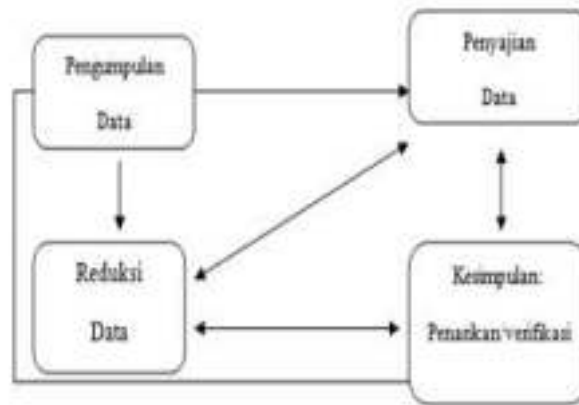 Pengumpulan
Data
Penyajian
Data
Reduksi
Data
Kesimpulan:
Penarikan/verifikasi